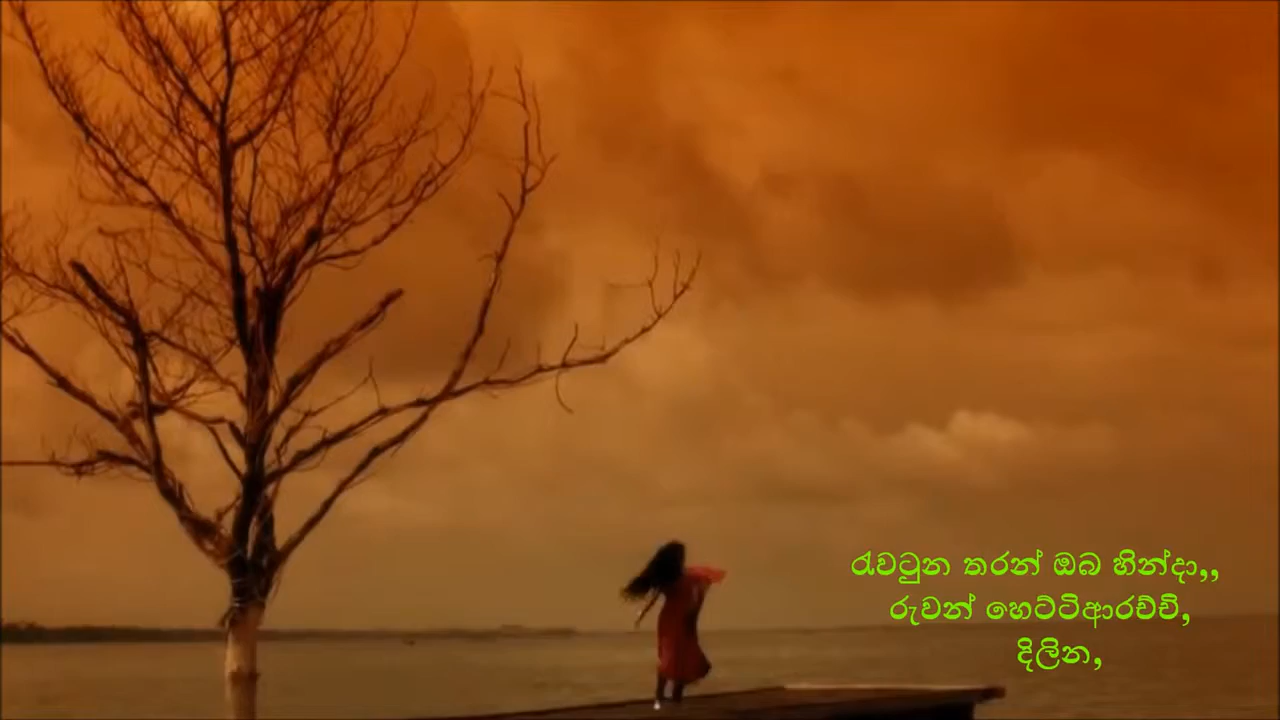 රැවටුන තරන් ඔබ හින්දා,,
රුවන් හෙට්ටිආරච්චි,
දිලින,